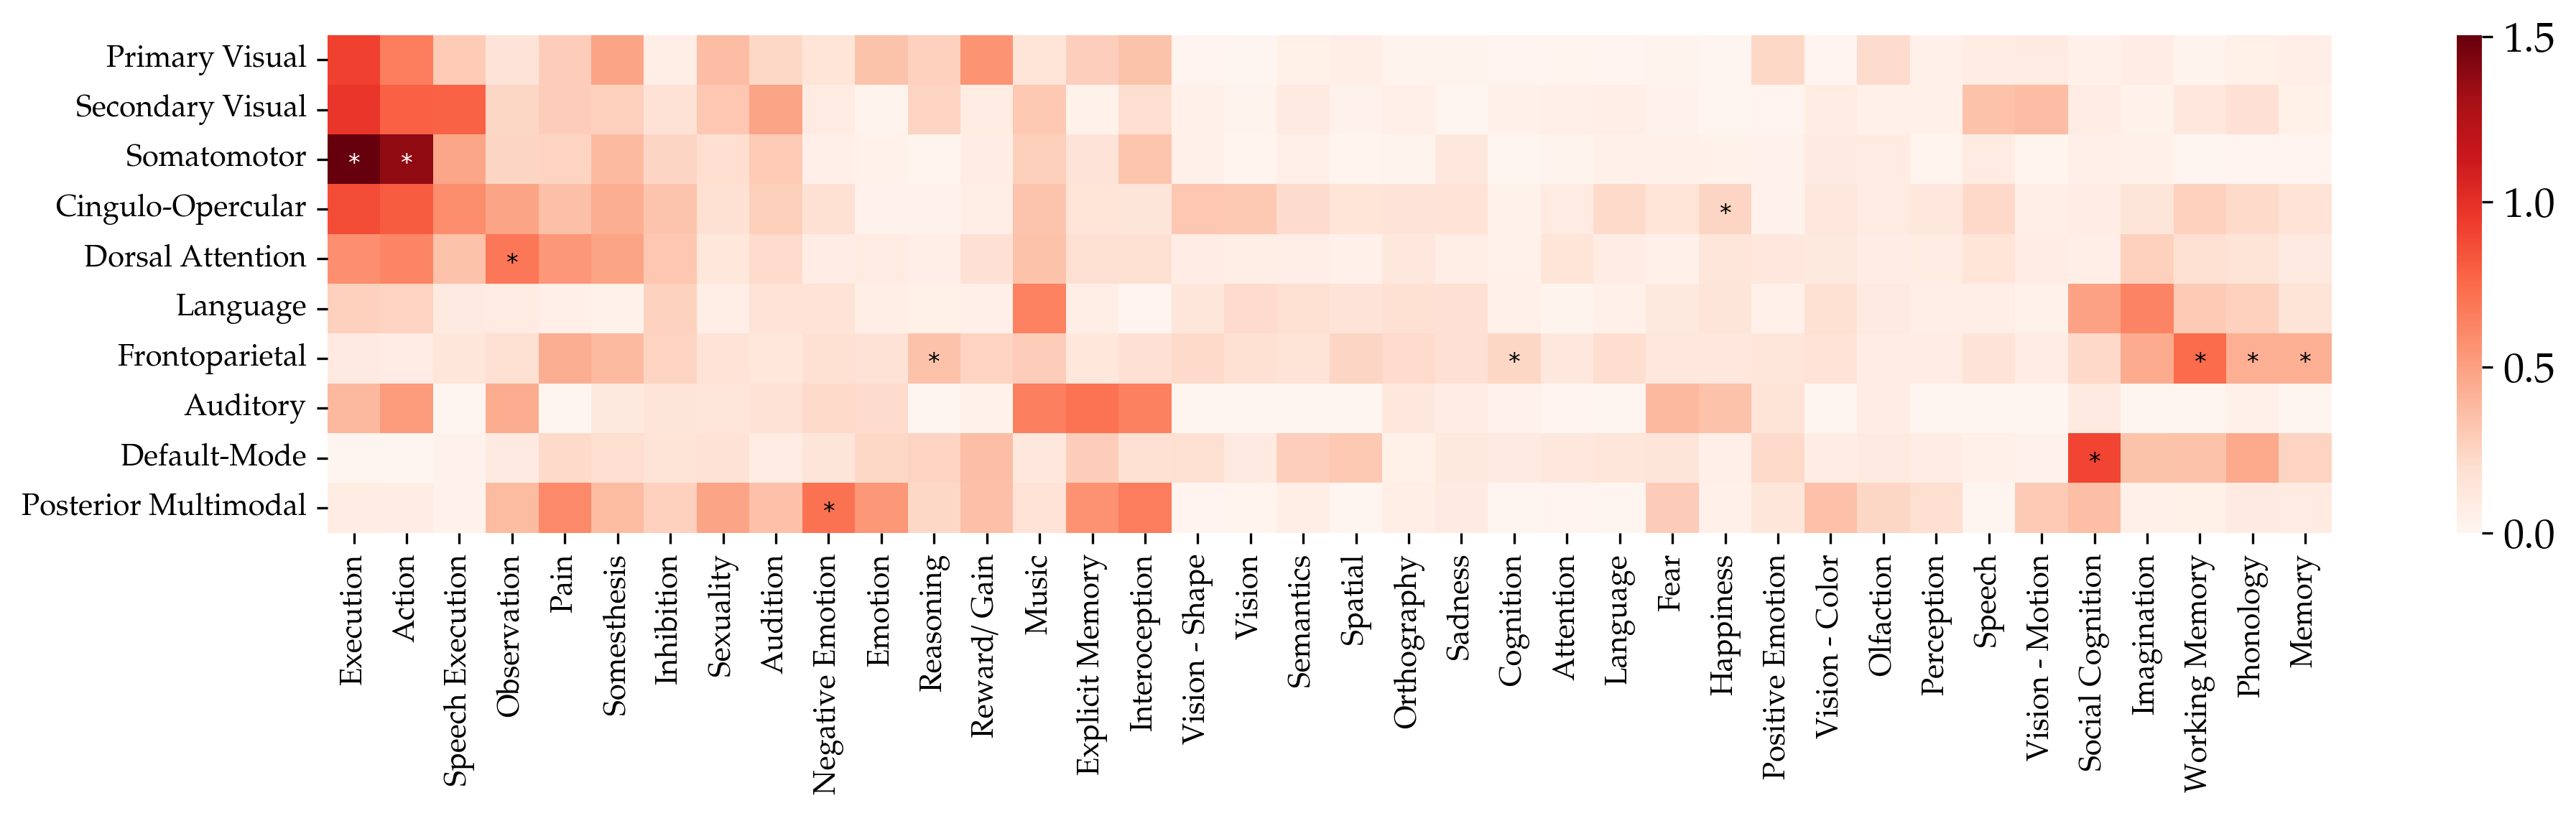 Primary Visual
Secondary Visual
Somatomotor
Cingulo-Opercular
Dorsal Attention
Language
Frontoparietal
Auditory
Default-Mode
Posterior Multimodal
* *
*
*
* * * * *
*
*
Execution
Action
Speech Execution
Observation
Pain
Somesthesis
Inhibition
Sexuality
Audition
Negative Emotion
Emotion
Reasoning
Reward/ Gain
Music
Explicit Memory
Interoception
Vision - Shape
Vision
Semantics
Spatial
Orthography
Sadness
Cognition
Attention
Language
Fear
Happiness
Positive Emotion
Vision - Color
Olfaction
Perception
Speech
Vision - Motion
Social Cognition
Imagination
Working Memory
Phonology
Memory
1.5
1.0
0.5
0.0